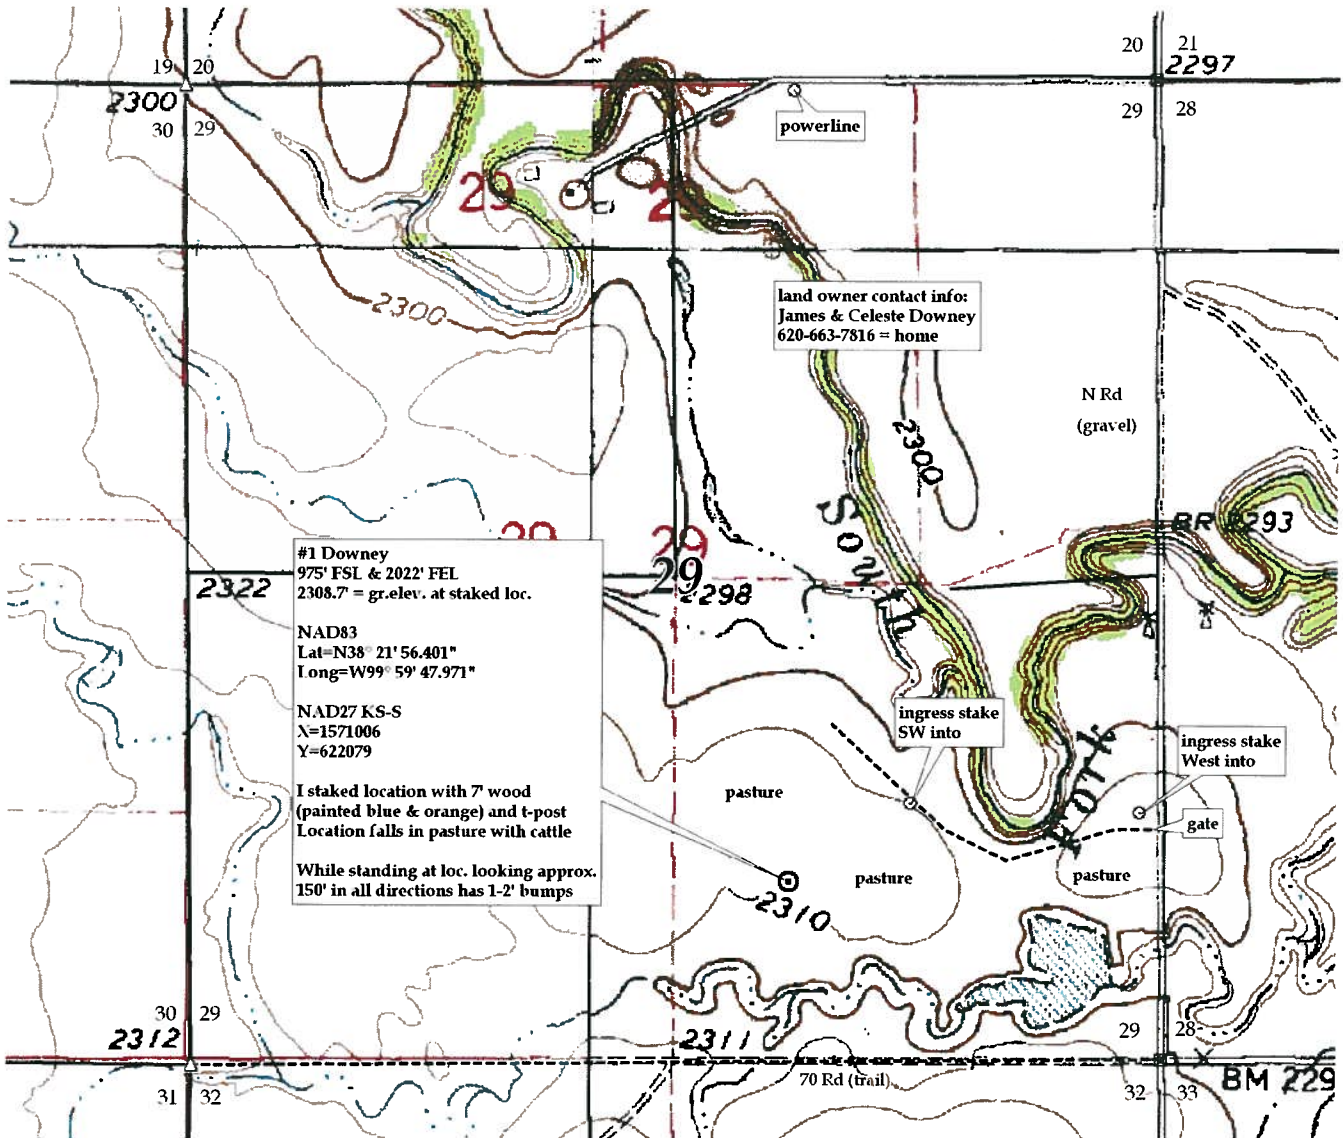 20 21
2297
29 28
19 20
2300
30 29
powerline
29
2300
land owner contact info:
James & Celeste Downey
620-663-7816 = home
N Rd
(gravel)
2300
South
29
29
2298
2322
#1 Downey
975' FSL & 2022' FEL
2308.7' = gr.elev. at staked loc.
NAD83
Lat=N38° 21' 56.401"
Long=W99° 59' 47.971"
NAD27 KS-S
X=1571006
Y=622079
I staked location with 7' wood
(painted blue & orange) and t-post
Location falls in pasture with cattle
While standing at loc. looking approx.
150' in all directions has 1-2' bumps
ingress stake
SW into
Fork
ingress stake
West into
gate
pasture
pasture
pasture
2310
30 29
2312
31 32
2311
70 Rd (trail)
29 28
32 33
BM 229